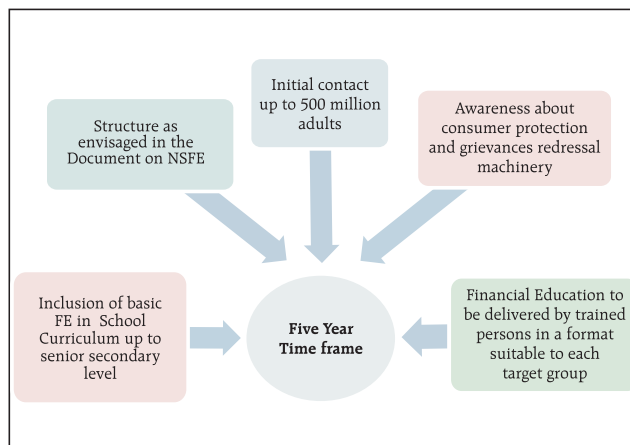 Initial contact
up to 500 million
adults
Structure as
envisaged in the
Document on NSFE
Awareness about
consumer protection
and grievances redressal
machinery
Inclusion of basic
FE in School
Curriculum up to
senior secondary
level
Five Year
Time frame
Financial Education to
be delivered by trained
persons in a format
suitable to each
target group